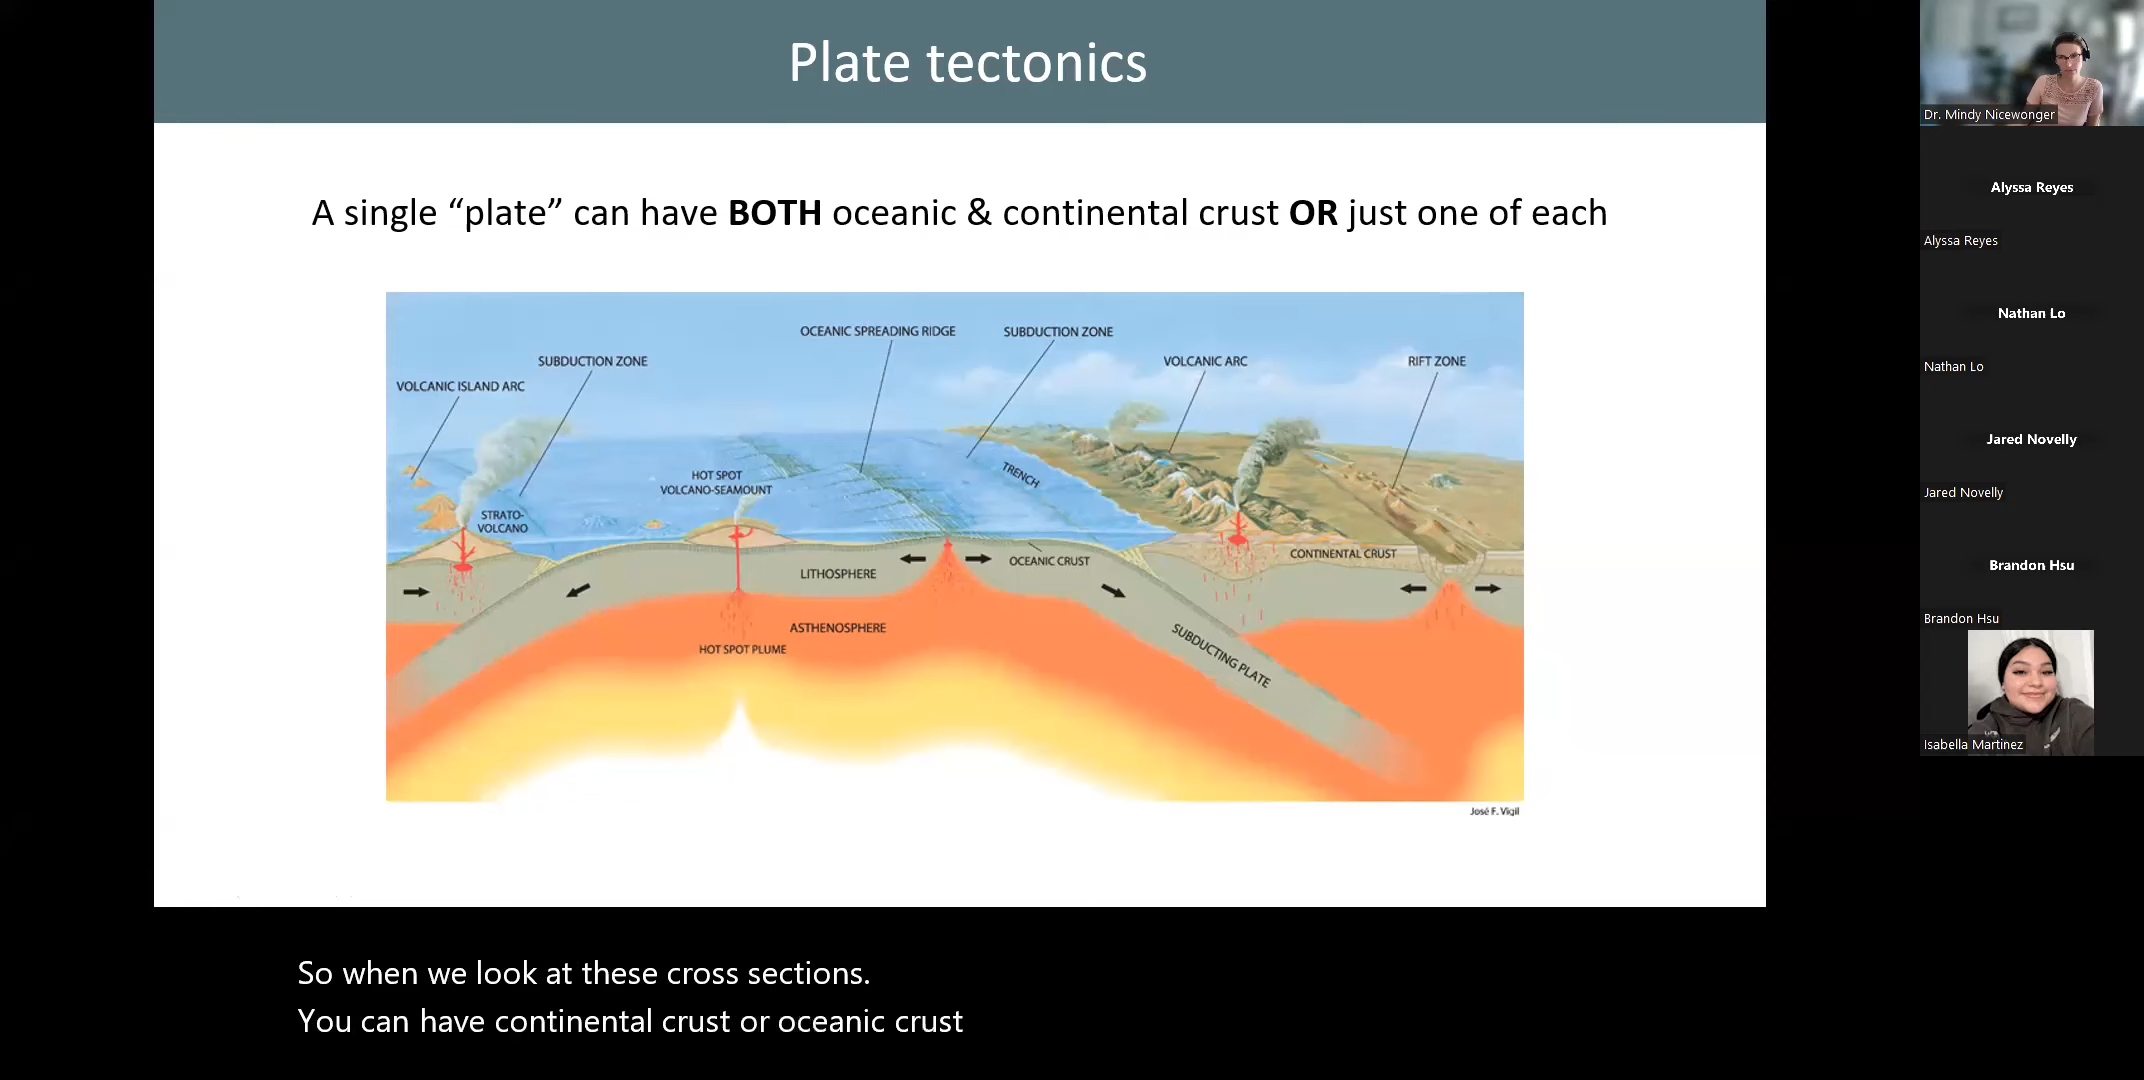 Plate tectonics
A single “plate” can have BOTH oceanic & continental crust OR just one of each
OCEANIC SPREADING RIDGE
SUBDUCTION ZONE
SUBDUCTION ZONE
VOLCANIC ARC
RIFT ZONE
VOLCANIC ISLAND ARC
HOT SPOT
VOLCANO-SEAMOUNT
TRENCH
STRATO-
VOLCANO
OCEANIC CRUST
CONTINENTAL CRUST
LITHOSPHERE
ASTHENOSPHERE
HOT SPOT PLUME
SUBDUCTING PLATE
José F. Vigil
So when we look at these cross sections.
You can have continental crust or oceanic crust
Dr. Mindy Nicewonger
Alyssa Reyes
Alyssa Reyes
Nathan Lo
Nathan Lo
Jared Novelly
Jared Novelly
Brandon Hsu
Brandon Hsu
Isabella Martinez